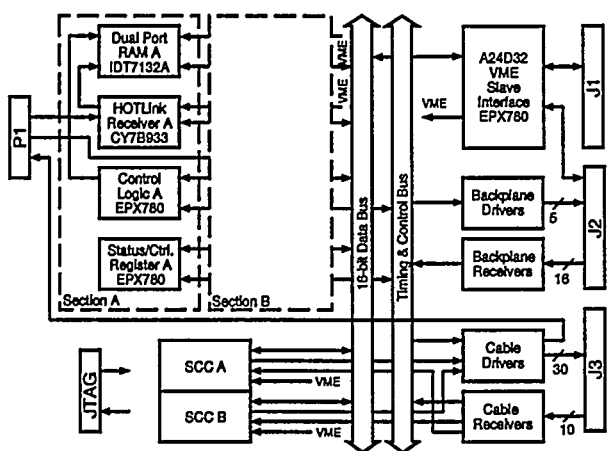 Dual Port
RAM A
IDT7132A
HOTLink
Receiver A
CY7B933
Control
Logic A
EPX780
Status/Ctrl.
Register A
EPX780
Section A
Section B
P1
VME
VME
16-bit Data Bus
Timing & Control Bus
A24D32
VME
Slave
Interface
EPX780
VME
J1
Backplane
Drivers
5
J2
Backplane
Receivers
16
JTAG
SCC A
VME
SCC B
VME
Cable
Drivers
30
J3
Cable
Receivers
10